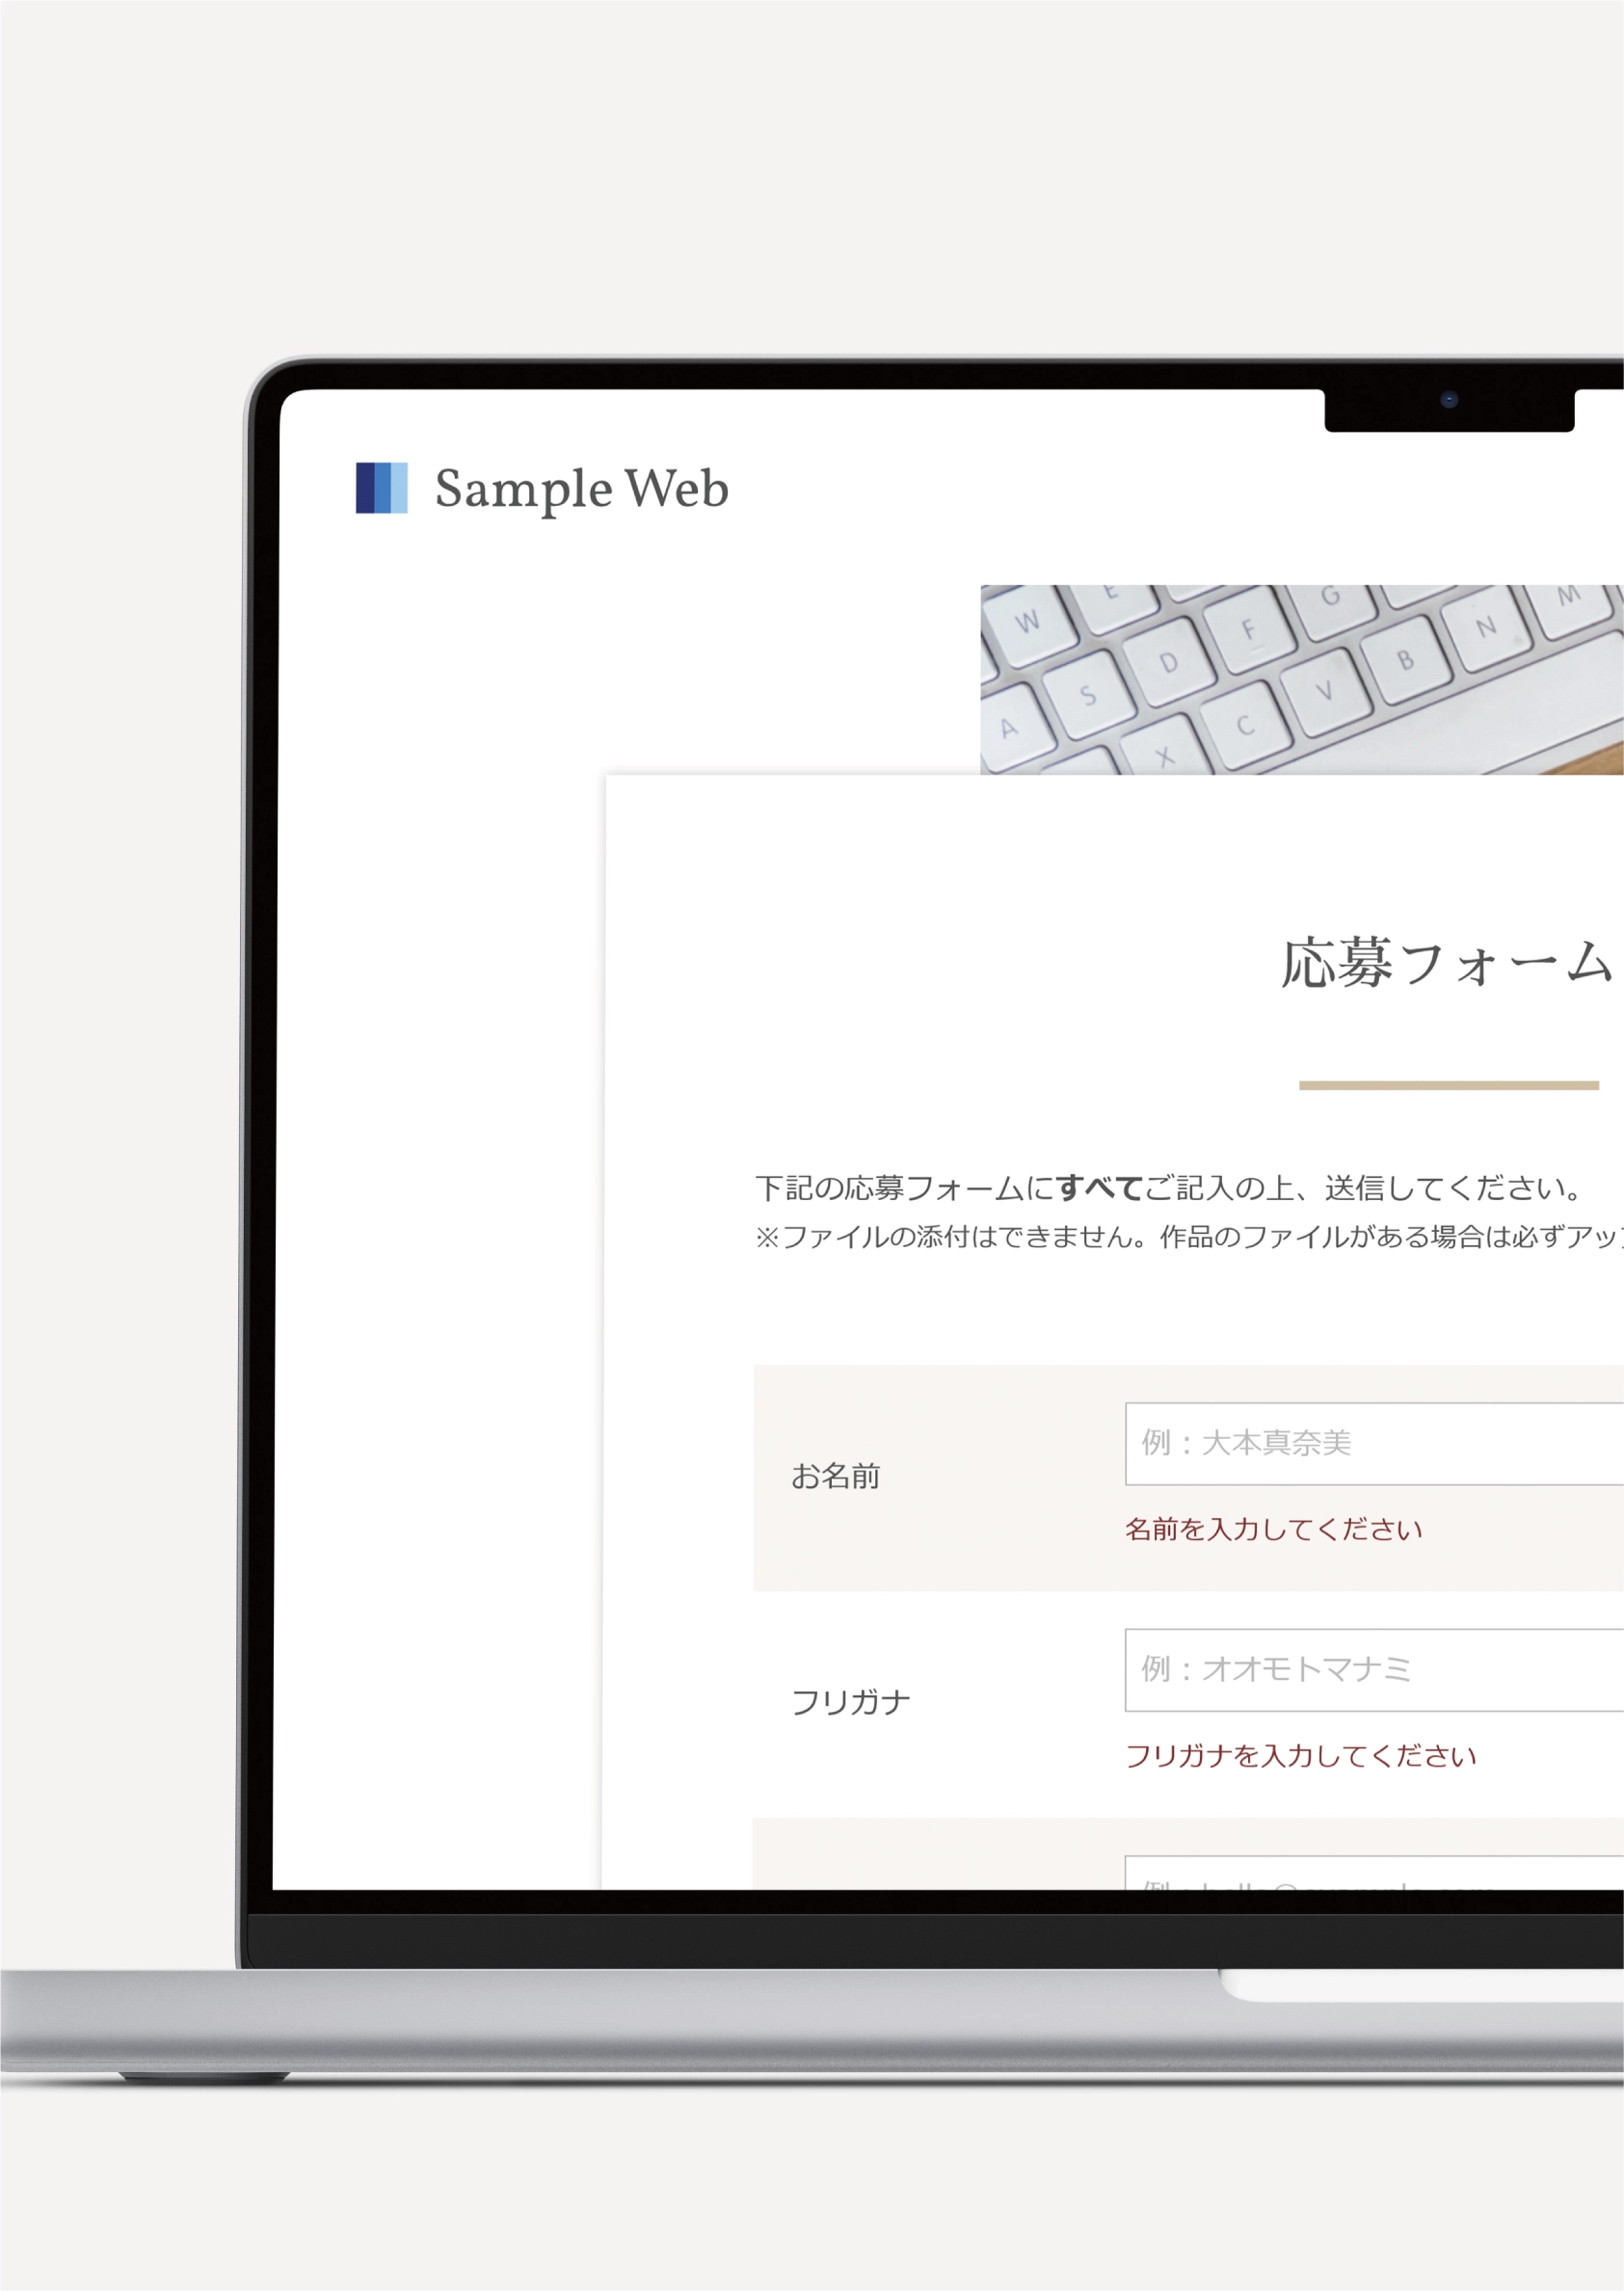 Sample Web
W E G M
A S D F N
X C V B
応募フォーム
下記の応募フォームにすべてご記入の上、送信してください。
※ファイルの添付はできません。作品のファイルがある場合は必ずアッ
お名前
例：大本真奈美
名前を入力してください
フリガナ
例：オオモトマナミ
フリガナを入力してください